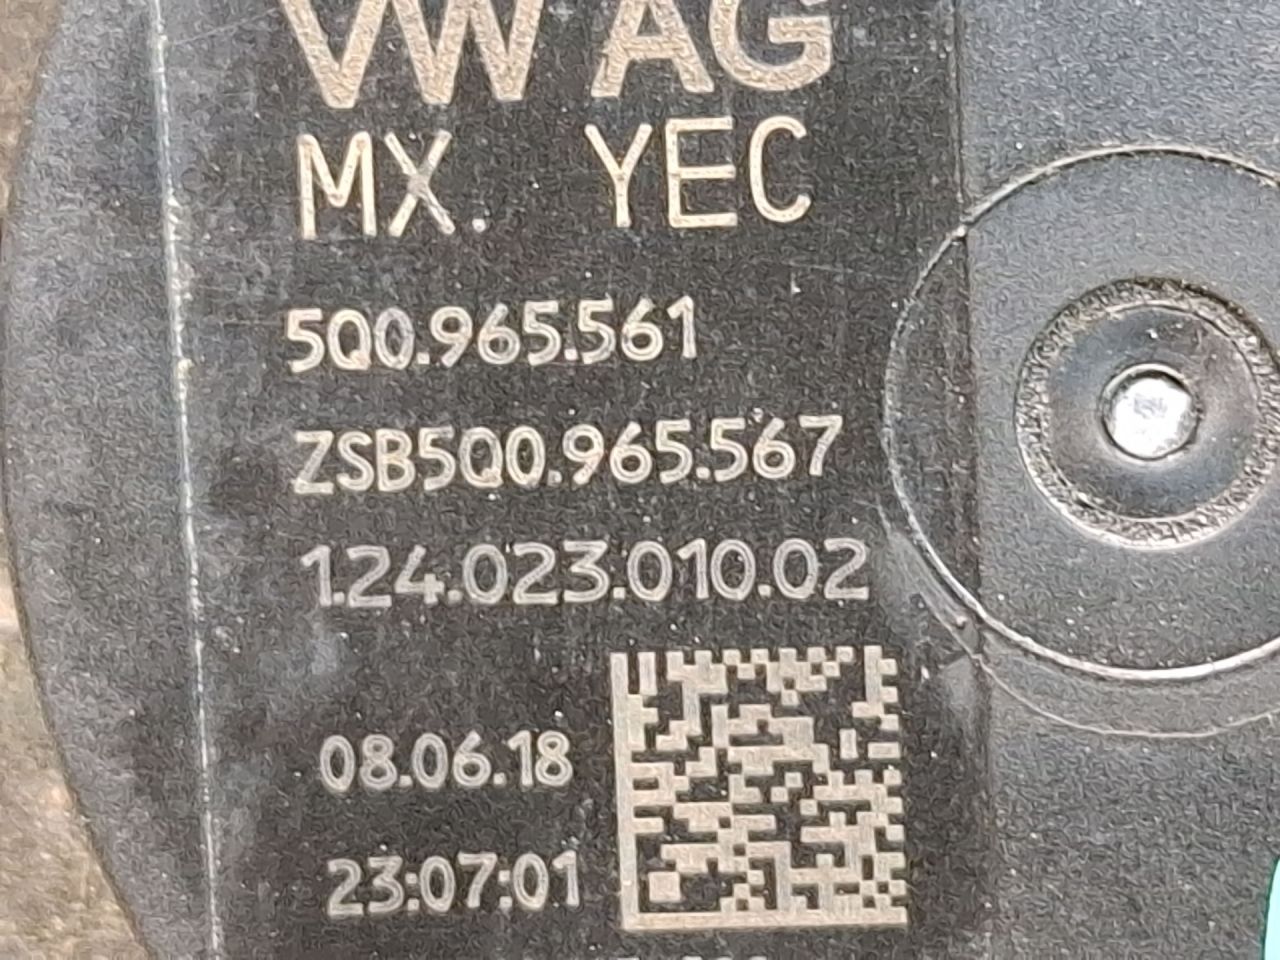 VW AG
MX. YEC
5Q0.965.561
ZSB5Q0.965.567
1.24.023.010.02
08.06.18
23:07:01